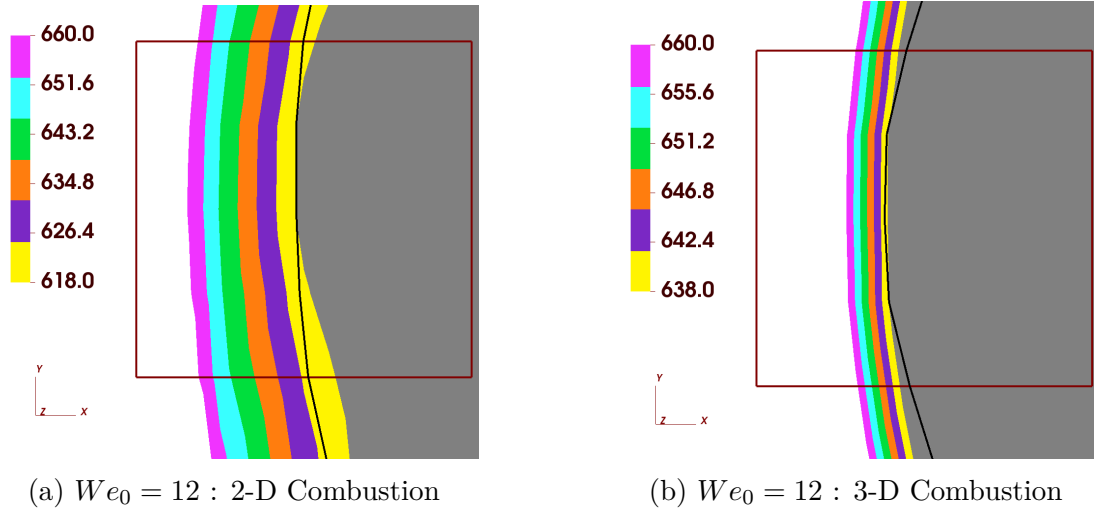 660.0
651.6
643.2
634.8
626.4
618.0
Y
Z X
(a) We₀ = 12 : 2-D Combustion
660.0
655.6
651.2
646.8
642.4
638.0
Y
Z X
(b) We₀ = 12 : 3-D Combustion